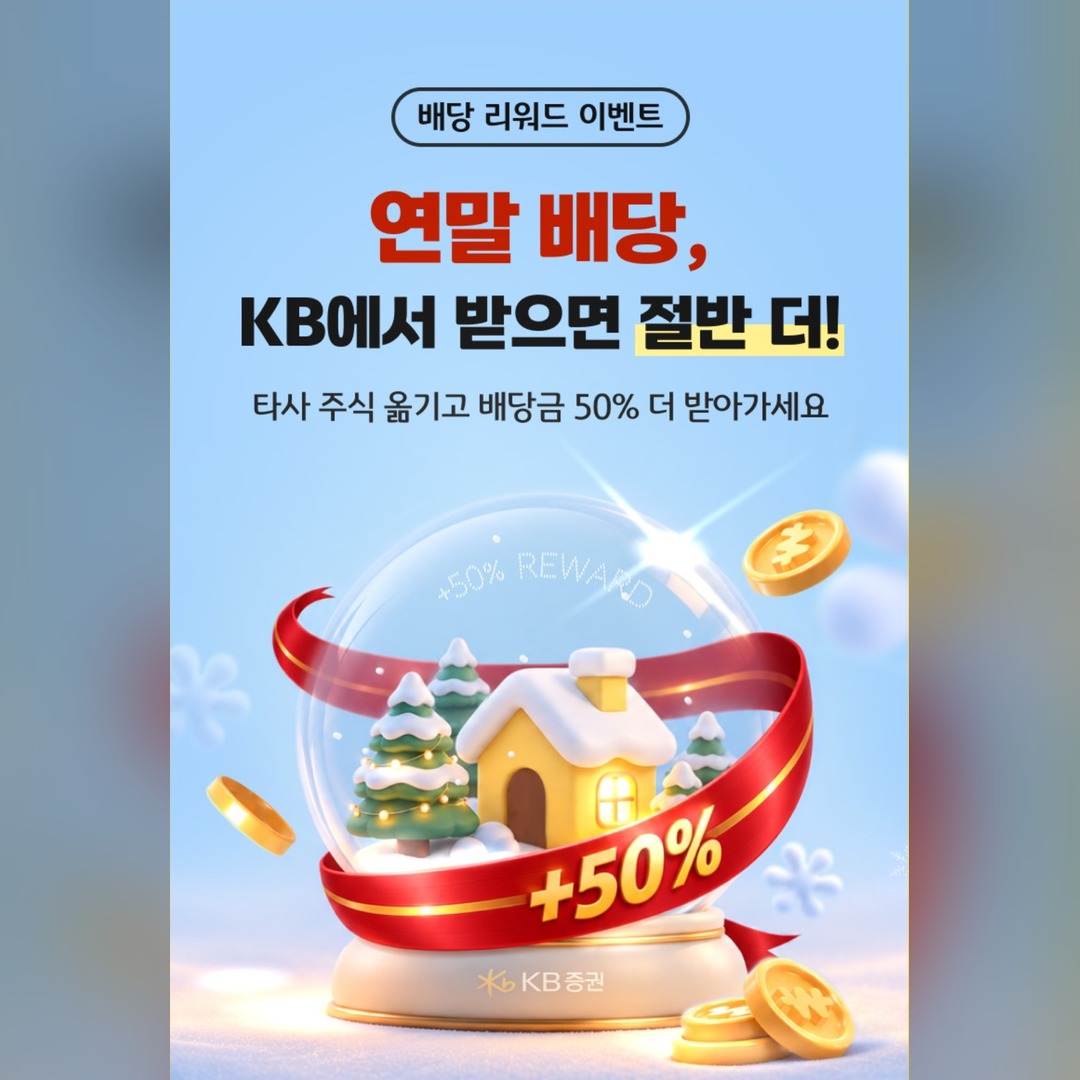 배당 리워드 이벤트
연말 배당,
KB에서 받으면 절반 더!
타사 주식 옮기고 배당금 50% 더 받아가세요
+50% REWARD
+50%
Kb KB증권